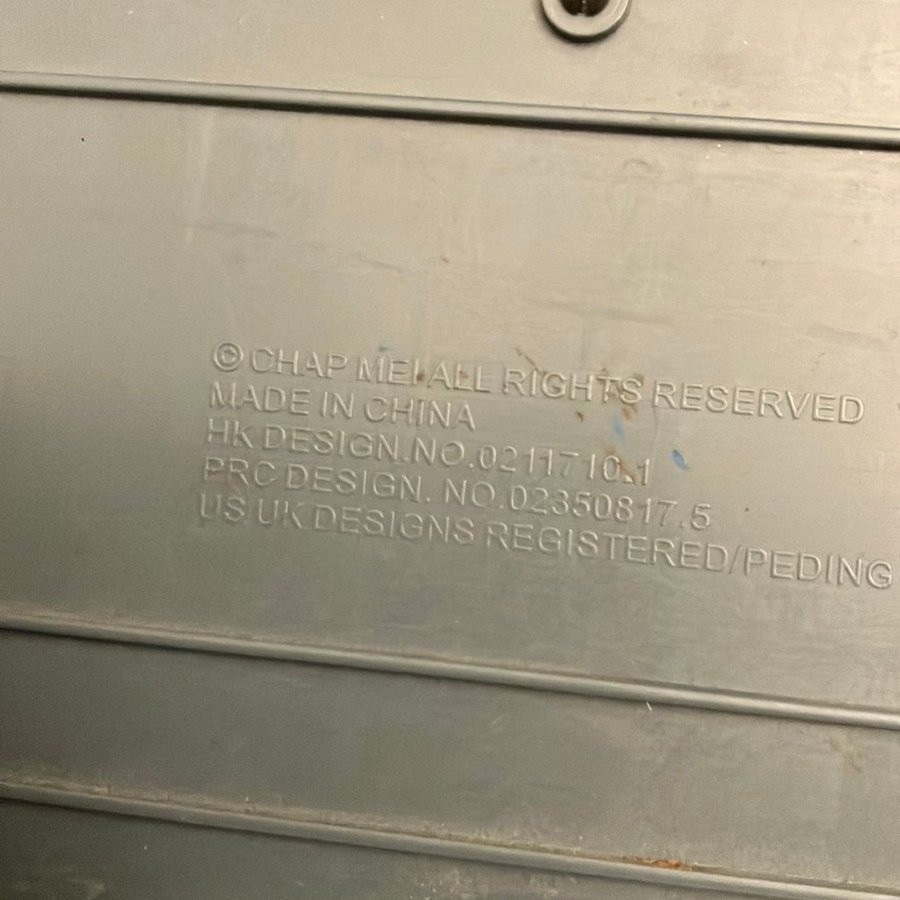 © CHAP MEI ALL RIGHTS RESERVED
MADE IN CHINA
HK DESIGN.NO.0211710.1
PRC DESIGN. NO.02350817.5
US UK DESIGNS REGISTERED/PEDING